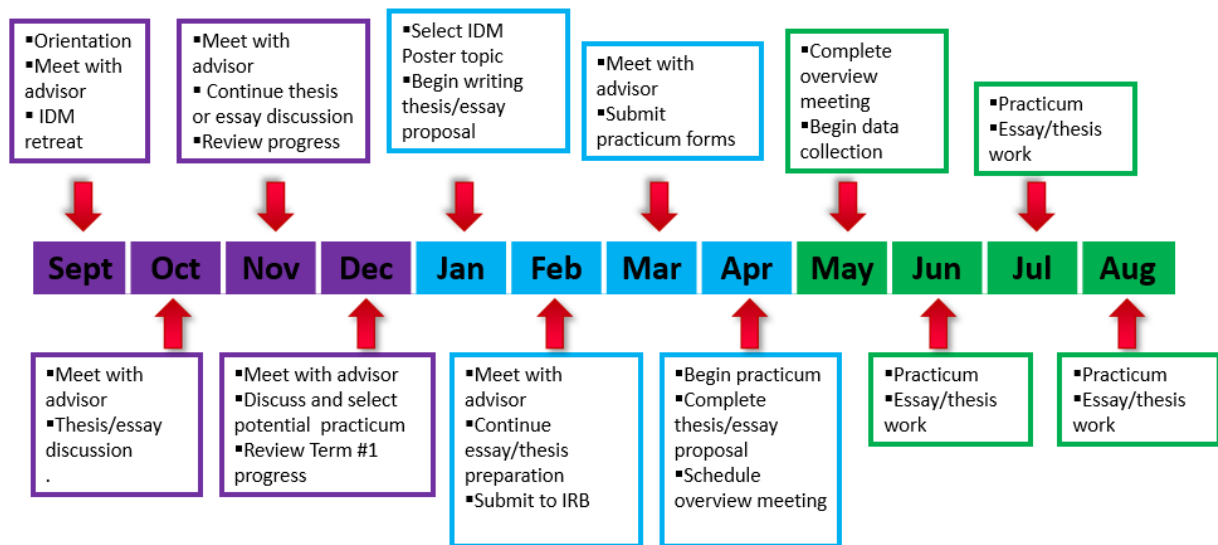 ▪Orientation
▪Meet with
advisor
▪ IDM
retreat
▪Meet with
advisor
▪ Continue thesis
or essay discussion
▪Review progress
▪Select IDM
Poster topic
▪Begin writing
thesis/essay
proposal
▪Meet with
advisor
▪Submit
practicum forms
▪Complete
overview
meeting
▪Begin data
collection
▪Practicum
▪Essay/thesis
work
Sept Oct Nov Dec Jan Feb Mar Apr May Jun Jul Aug
▪Meet with
advisor
▪Thesis/essay
discussion
.
▪Meet with advisor
▪Discuss and select
potential practicum
▪Review Term #1
progress
▪Meet with
advisor
▪Continue
essay/thesis
preparation
▪Submit to IRB
▪Begin practicum
▪Complete
thesis/essay
proposal
▪Schedule
overview meeting
▪Practicum
▪Essay/thesis
work
▪Practicum
▪Essay/thesis
work